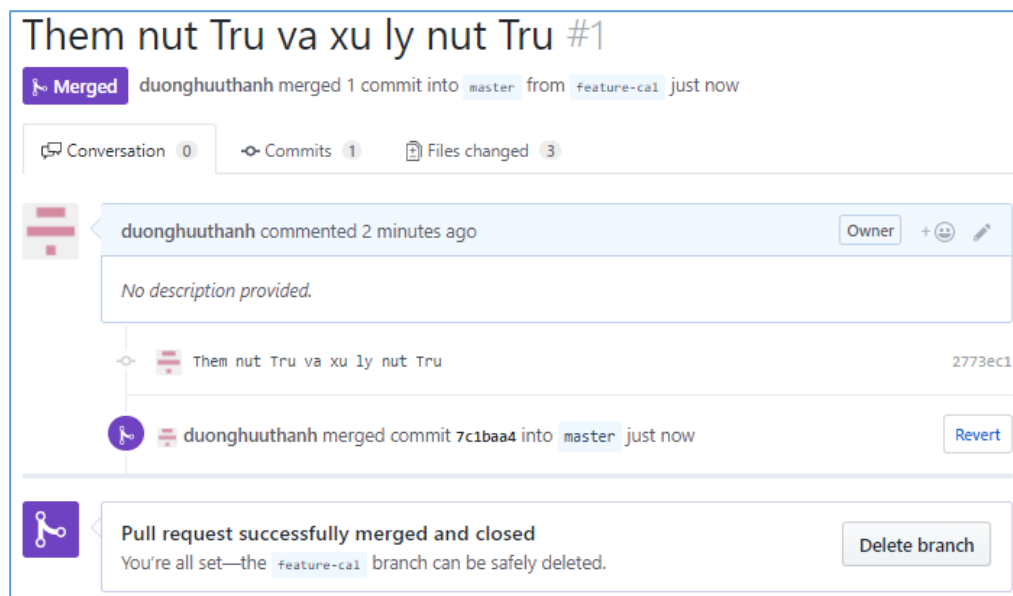 Them nut Tru va xu ly nut Tru #1
Merged duonghuuthanh merged 1 commit into master from feature-cal just now
Conversation 0 Commits 1 Files changed 3
duonghuuthanh commented 2 minutes ago Owner +
No description provided.
Them nut Tru va xu ly nut Tru 2773ec1
duonghuuthanh merged commit 7c1baa4 into master just now Revert
Pull request successfully merged and closed
You're all set—the feature-cal branch can be safely deleted.
Delete branch